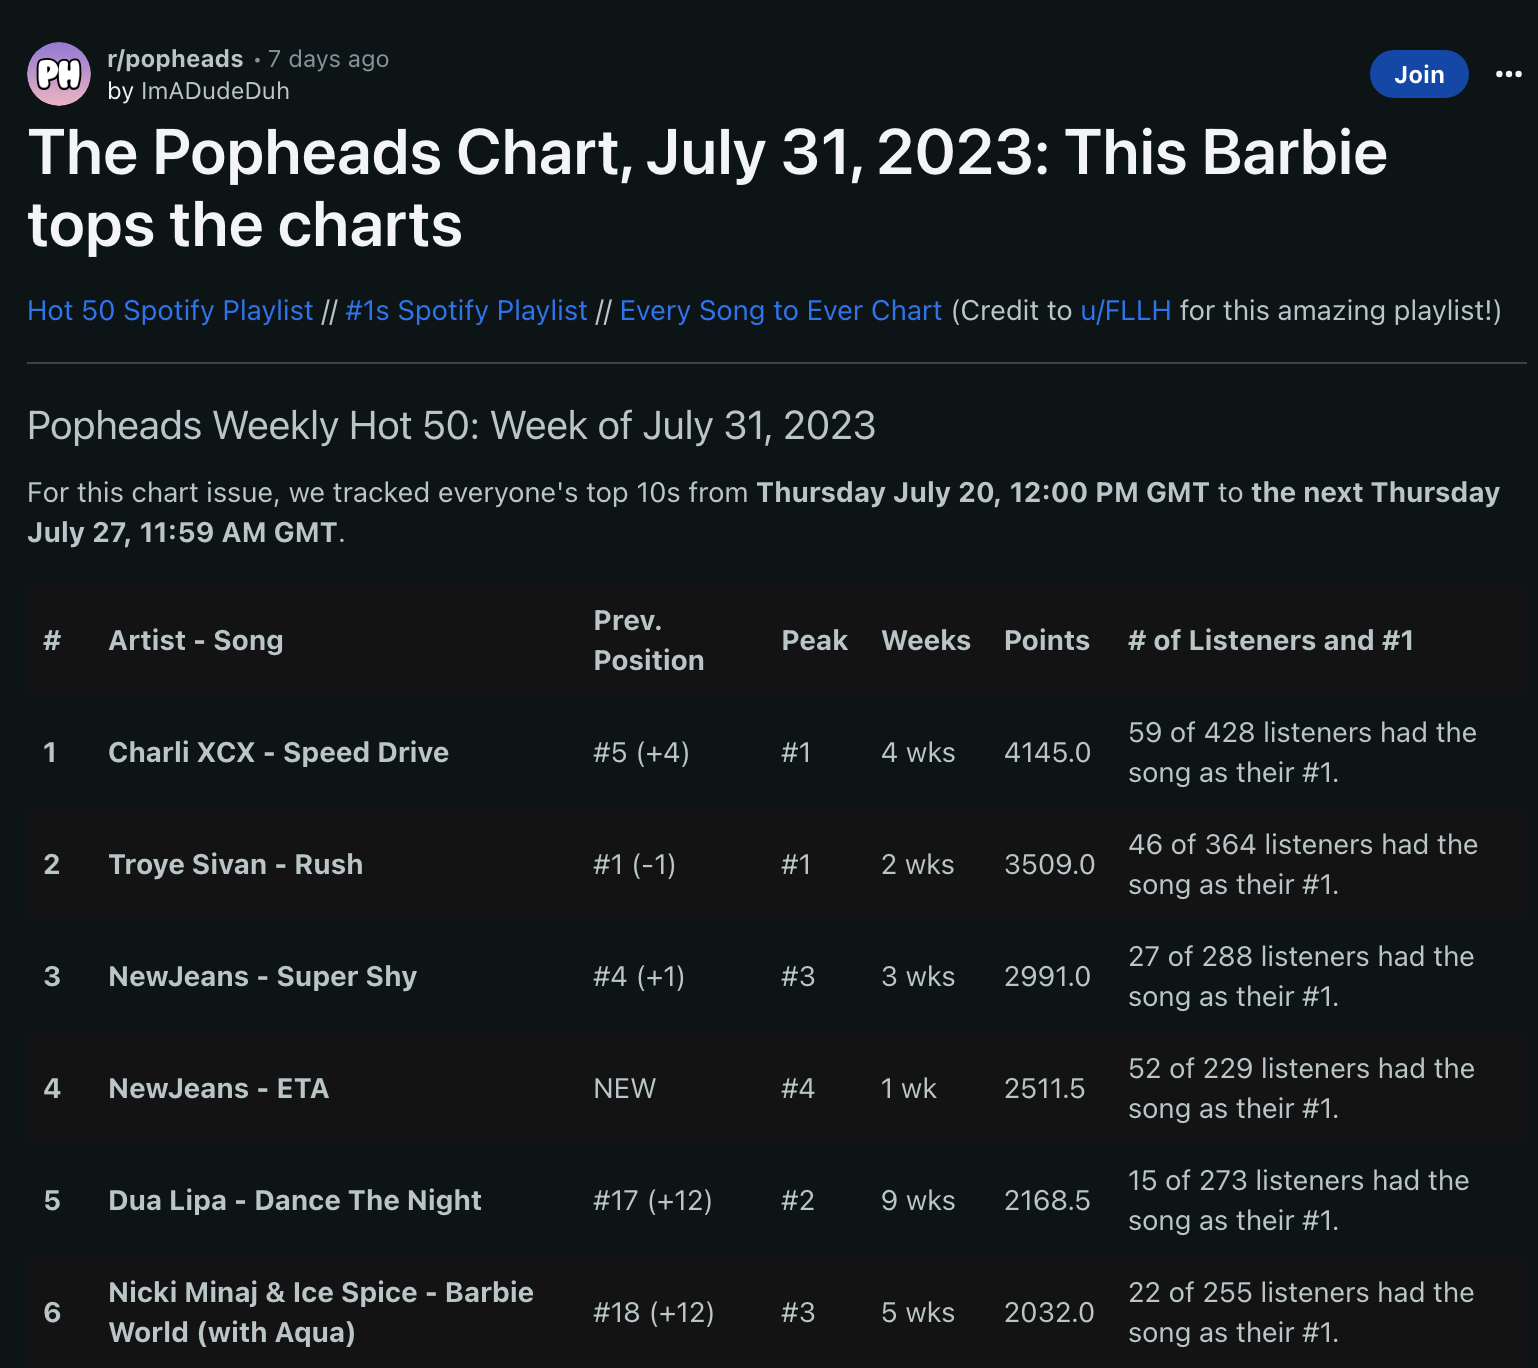 PH
r/popheads • 7 days ago
by ImADudeDuh
Join
The Popheads Chart, July 31, 2023: This Barbie
tops the charts
Hot 50 Spotify Playlist // #1s Spotify Playlist // Every Song to Ever Chart (Credit to u/FLLH for this amazing playlist!)
Popheads Weekly Hot 50: Week of July 31, 2023
For this chart issue, we tracked everyone's top 10s from Thursday July 20, 12:00 PM GMT to the next Thursday
July 27, 11:59 AM GMT.
# Artist - Song Prev. Position Peak Weeks Points # of Listeners and #1
1 Charli XCX - Speed Drive #5 (+4) #1 4 wks 4145.0 59 of 428 listeners had the
song as their #1.
2 Troye Sivan - Rush #1 (-1) #1 2 wks 3509.0 46 of 364 listeners had the
song as their #1.
3 NewJeans - Super Shy #4 (+1) #3 3 wks 2991.0 27 of 288 listeners had the
song as their #1.
4 NewJeans - ETA NEW #4 1 wk 2511.5 52 of 229 listeners had the
song as their #1.
5 Dua Lipa - Dance The Night #17 (+12) #2 9 wks 2168.5 15 of 273 listeners had the
song as their #1.
6 Nicki Minaj & Ice Spice - Barbie
World (with Aqua) #18 (+12) #3 5 wks 2032.0 22 of 255 listeners had the
song as their #1.